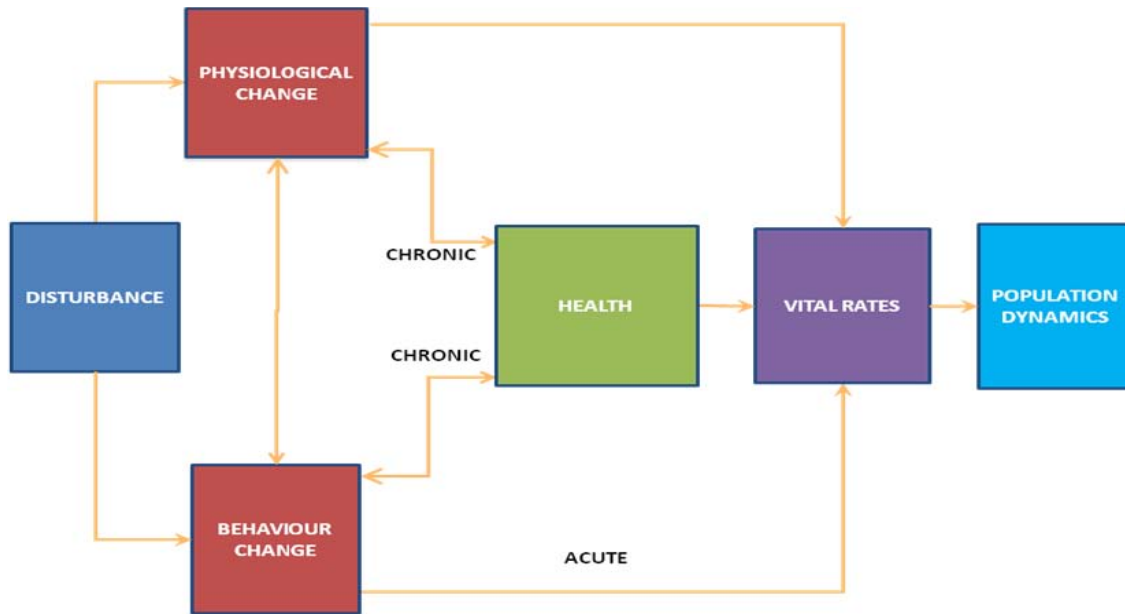 PHYSIOLOGICAL
CHANGE
CHRONIC
DISTURBANCE
HEALTH
VITAL RATES
POPULATION
DYNAMICS
CHRONIC
BEHAVIOUR
CHANGE
ACUTE